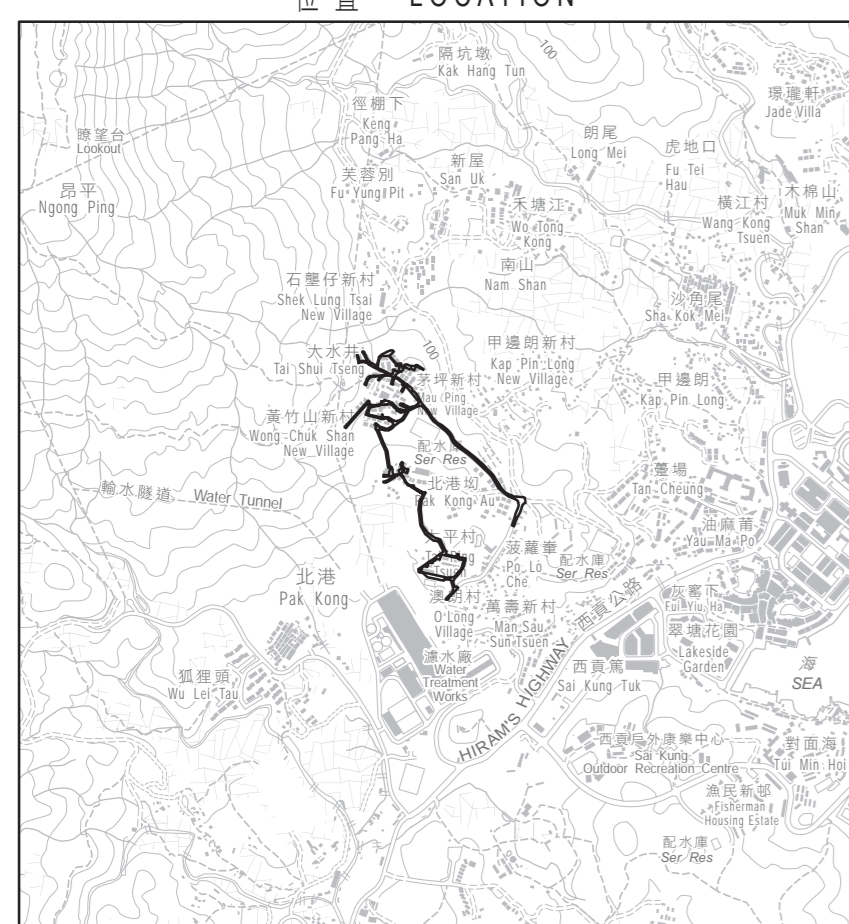 位置 LOCATION
隔坑墩
Kak Hang Tun
100
璟瓏軒
Jade Villa
徑棚下
Keng
Pang Ha
瞭望台
Lookout
朗尾
Long Mei
虎地口
Fu Tei
Hau
新屋
San Uk
芙蓉別
Fu Yung Pit
昂平
Ngong Ping
木棉山
Muk Min
Shan
橫江村
Wang Kong
Tsuen
禾塘江
Wo Tong
Kong
南山
Nam Shan
石壟仔新村
Shek Lung Tsai
New Village
沙角尾
Sha Kok Mei
100
甲邊朗新村
Kap Pin Long
New Village
大水井
Tai Shui Tseng
茅坪新村
Mau Ping
New Village
甲邊朗
Kap Pin Long
黃竹山新村
Wong Chuk Shan
New Village
配水庫
Ser Res
蕁場
Tan Cheung
北港坳
Pak Kong Au
輸水隧道 Water Tunnel
油麻莆
Yau Ma Po
太平村
Tai Ping
Tsuen
菠蘿輋
Po Lo
Che
配水庫
Ser Res
北港
Pak Kong
灰窰下
Fui Yiu Ha
澳朗村
O Long
Village
萬壽新村
Man Sau
Sun Tsuen
翠塘花園
Lakeside
Garden
HIRAM'S HIGHWAY 西貢公路
濾水廠
Water
Treatment
Works
西貢篤
Sai Kung Tuk
海
SEA
狐狸頭
Wu Lei Tau
西貢戶外康樂中心
Sai Kung
Outdoor Recreation Centre
對面海
Tui Min Hoi
漁民新邨
Fisherman
Housing Estate
配水庫
Ser Res